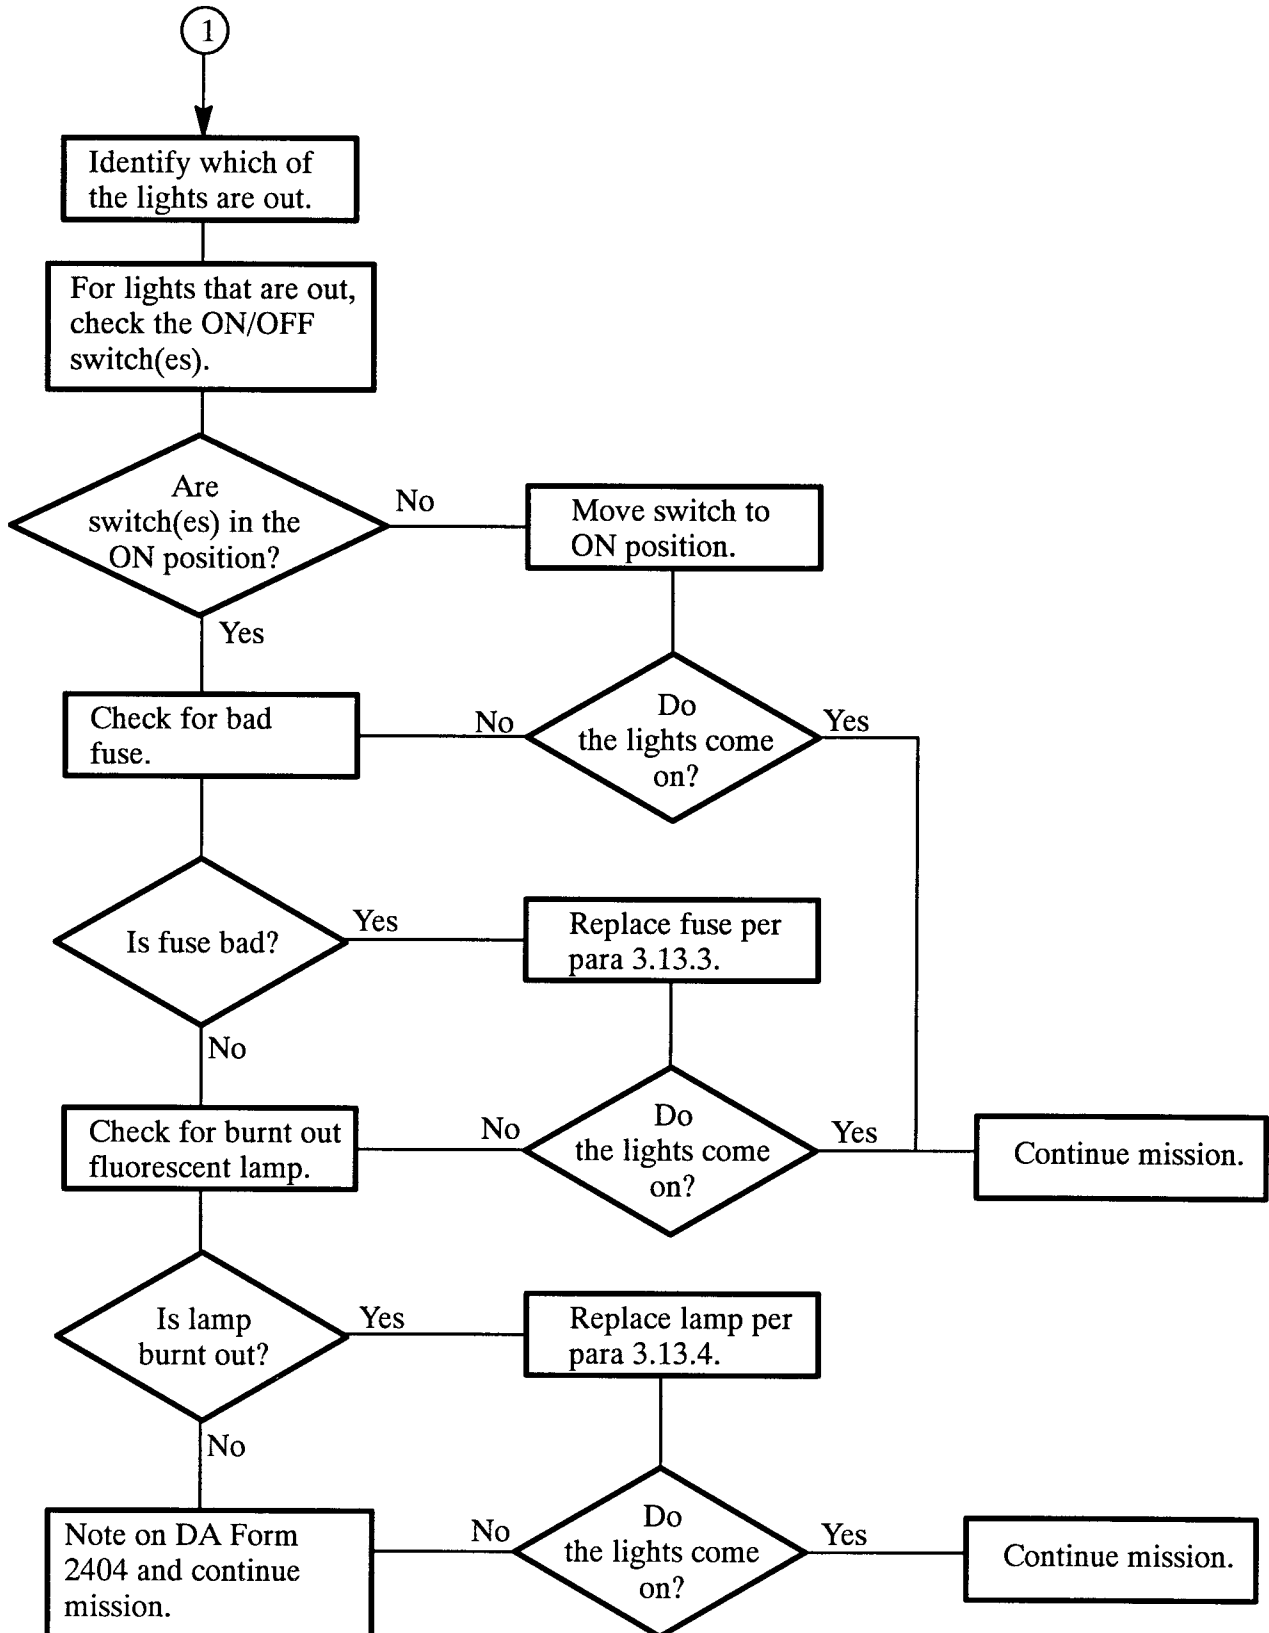 1
Identify which of
the lights are out.
For lights that are out,
check the ON/OFF
switch(es).
Are
switch(es) in the
ON position?
No
Move switch to
ON position.
Yes
Check for bad
fuse.
No
Do
the lights come
on?
Yes
Is fuse bad?
Yes
Replace fuse per
para 3.13.3.
No
Check for burnt out
fluorescent lamp.
No
Do
the lights come
on?
Yes
Continue mission.
Is lamp
burnt out?
Yes
Replace lamp per
para 3.13.4.
No
Note on DA Form
2404 and continue
mission.
No
Do
the lights come
on?
Yes
Continue mission.